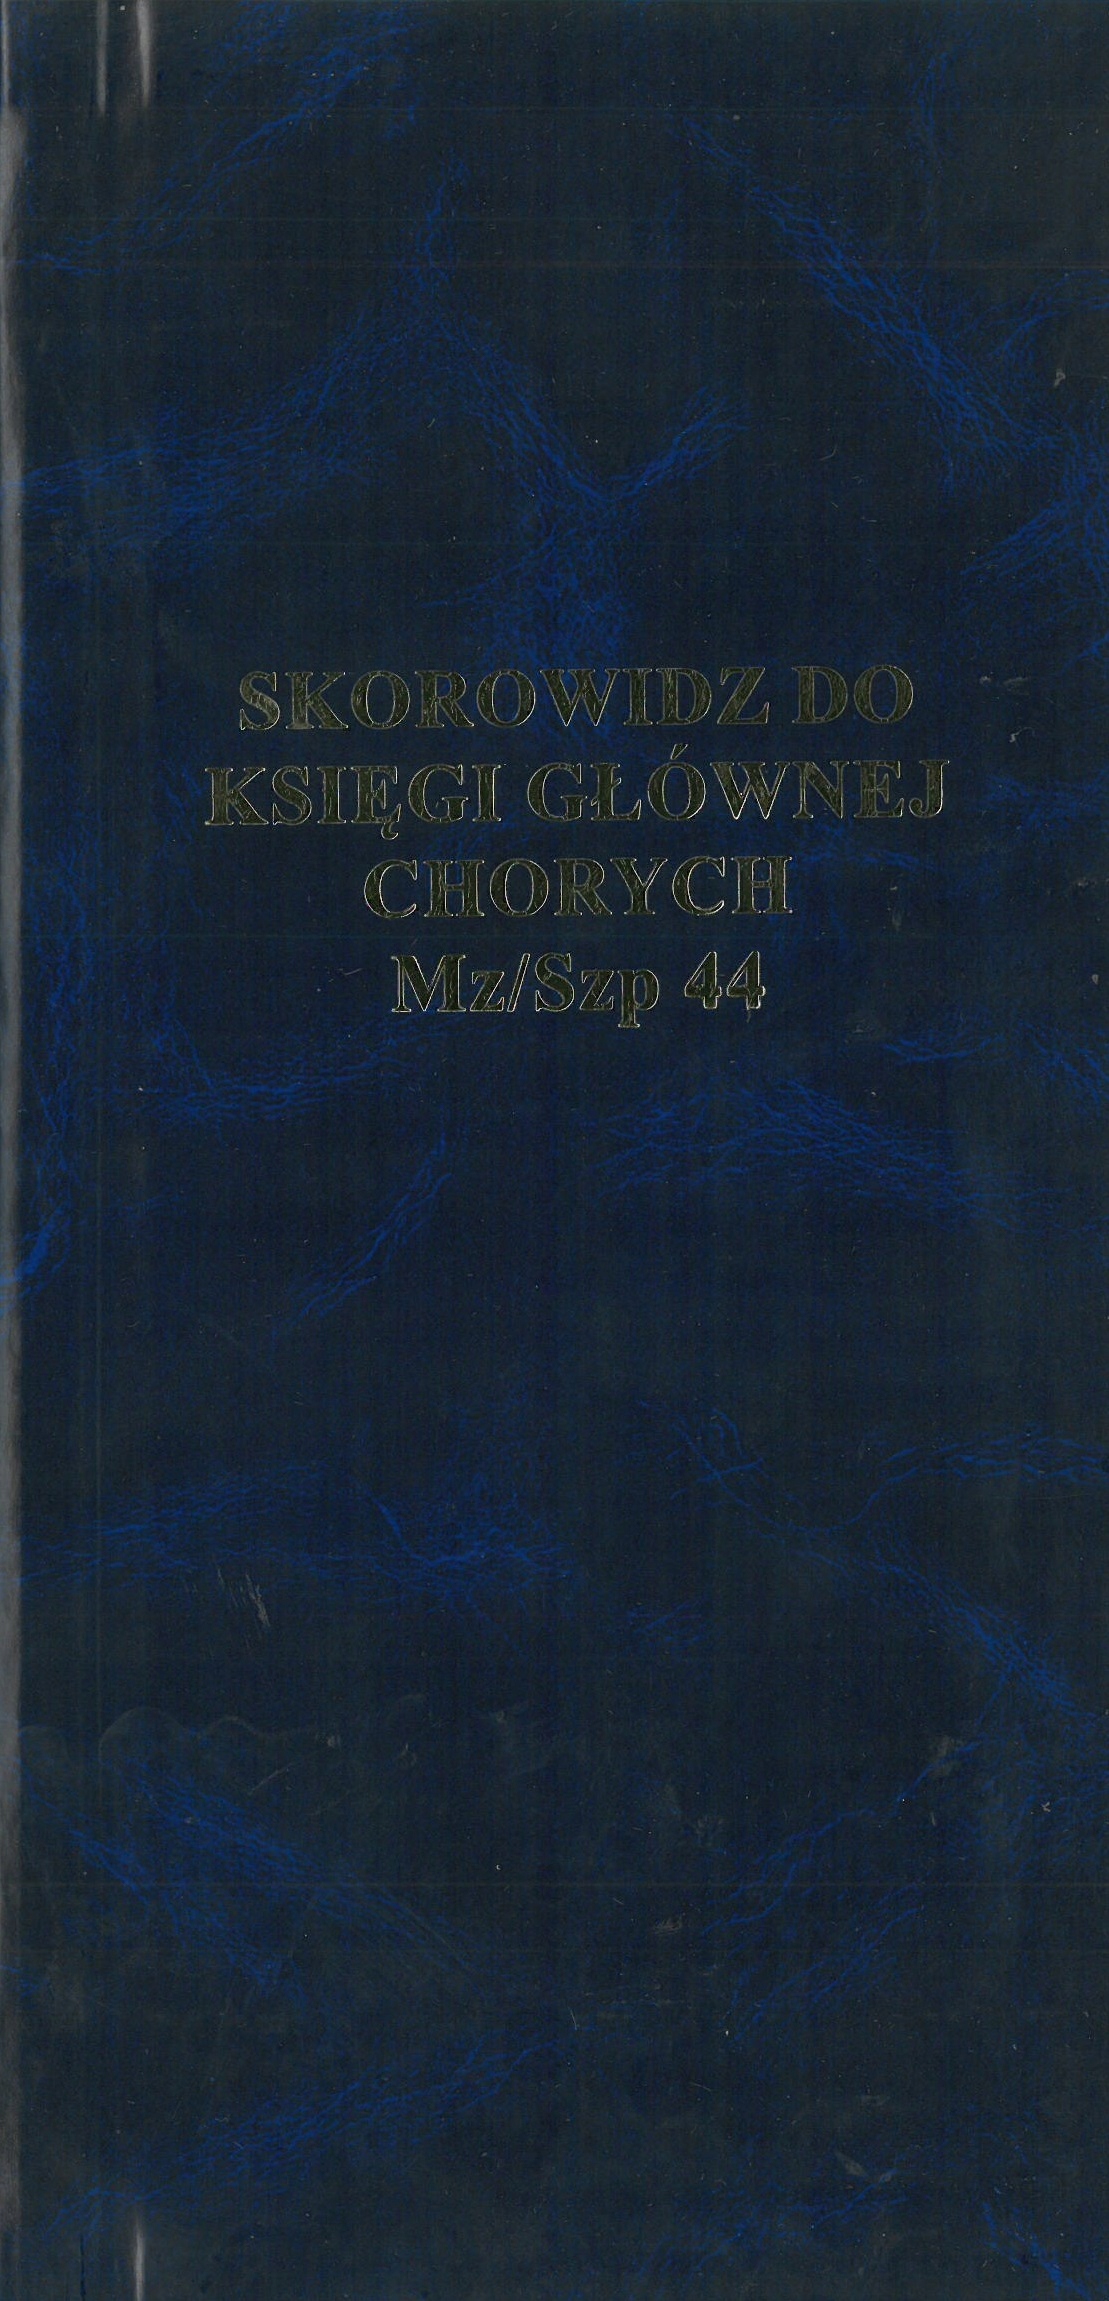 SKOROWIDZ DO
KSIĘGI GŁÓWNEJ
CHORYCH
Mz/Szp 44